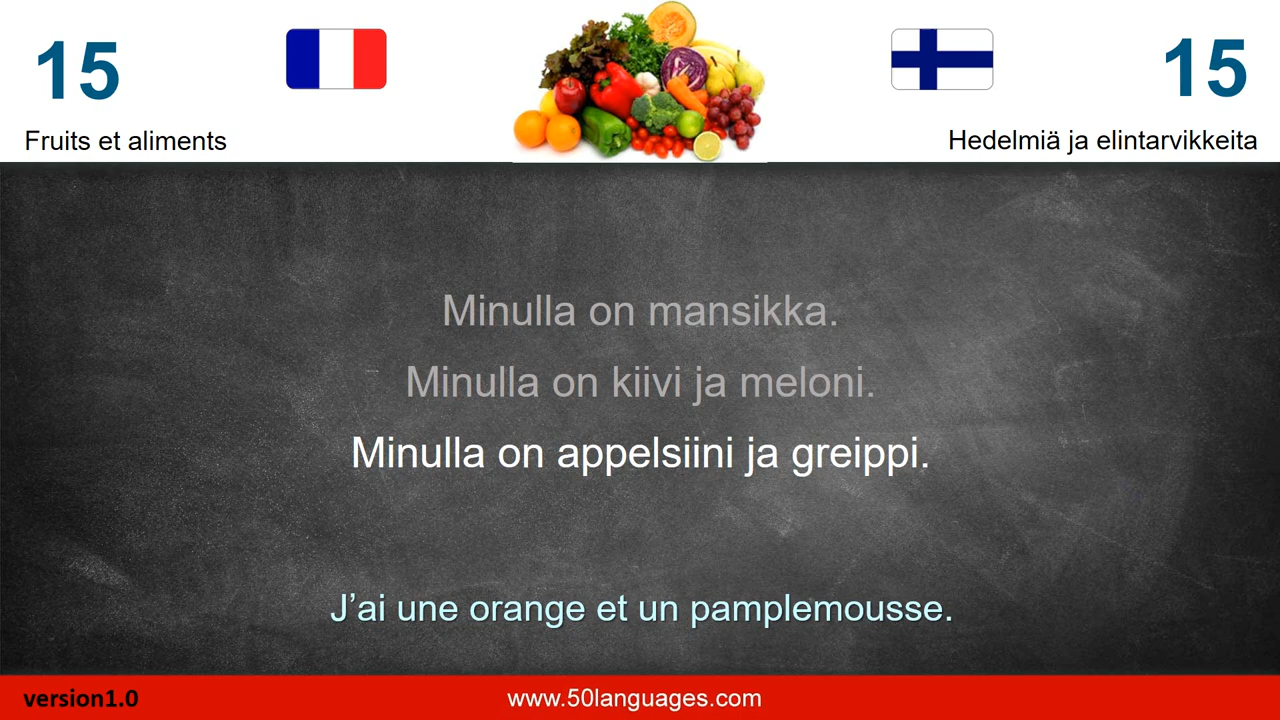 15
15
Fruits et aliments
Hedelmiä ja elintarvikkeita
Minulla on mansikka.
Minulla on kiivi ja meloni.
Minulla on appelsiini ja greippi.
J’ai une orange et un pamplemousse.
version1.0
www.50languages.com